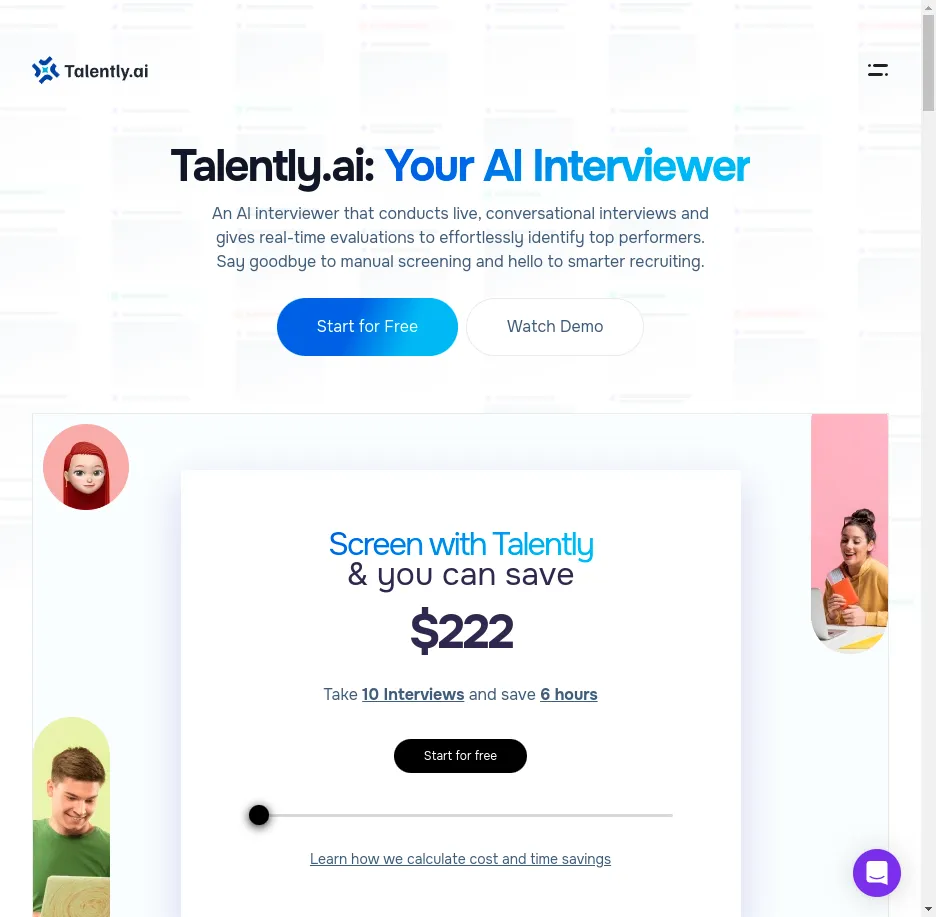 Talently.ai
Talently.ai: Your AI Interviewer
An AI interviewer that conducts live, conversational interviews and
gives real-time evaluations to effortlessly identify top performers.
Say goodbye to manual screening and hello to smarter recruiting.
Start for Free
Watch Demo
Screen with Talently
& you can save
$222
Take 10 Interviews and save 6 hours
Start for free
Learn how we calculate cost and time savings